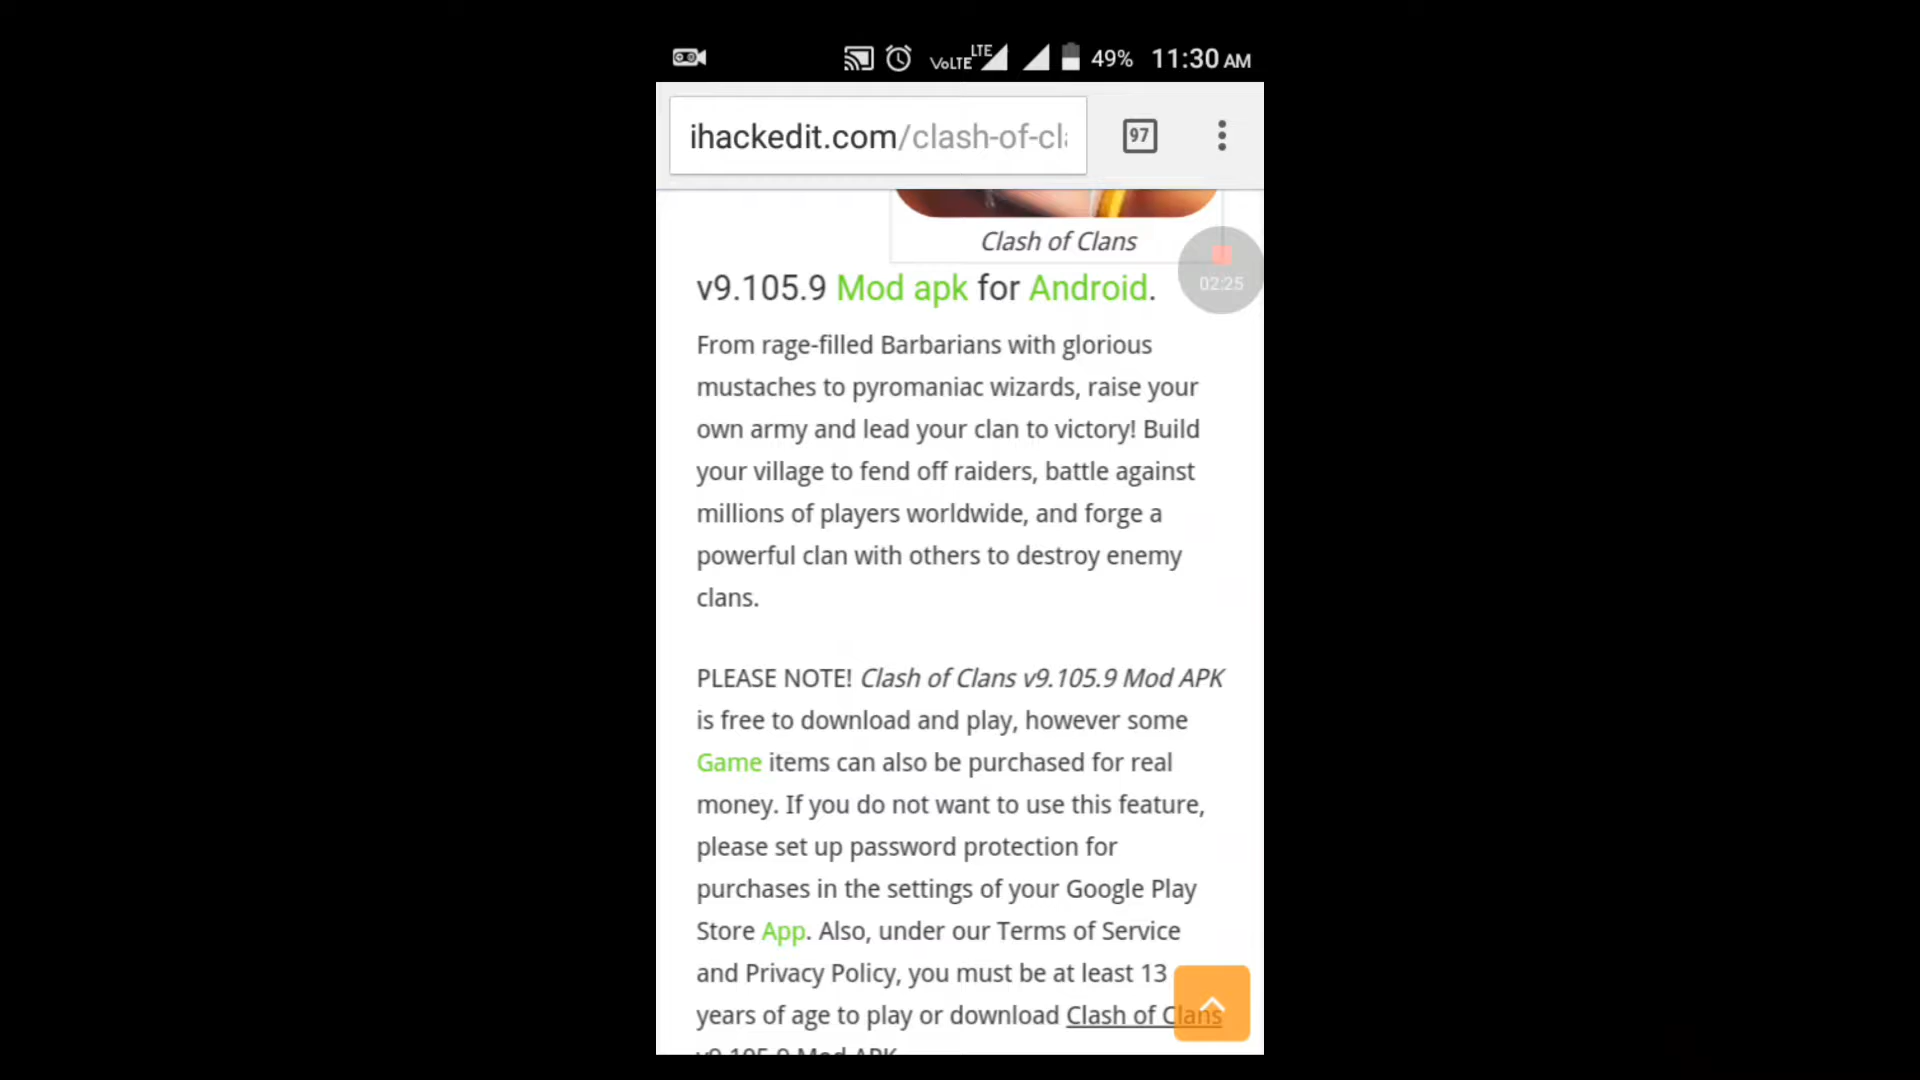 VoLTE LTE 49% 11:30 AM
ihackedit.com/clash-of-cl
97
Clash of Clans
02:25
v9.105.9 Mod apk for Android.
From rage-filled Barbarians with glorious
mustaches to pyromaniac wizards, raise your
own army and lead your clan to victory! Build
your village to fend off raiders, battle against
millions of players worldwide, and forge a
powerful clan with others to destroy enemy
clans.
PLEASE NOTE! Clash of Clans v9.105.9 Mod APK
is free to download and play, however some
Game items can also be purchased for real
money. If you do not want to use this feature,
please set up password protection for
purchases in the settings of your Google Play
Store App. Also, under our Terms of Service
and Privacy Policy, you must be at least 13
years of age to play or download Clash of Clans
v9.105.9 Mod APK